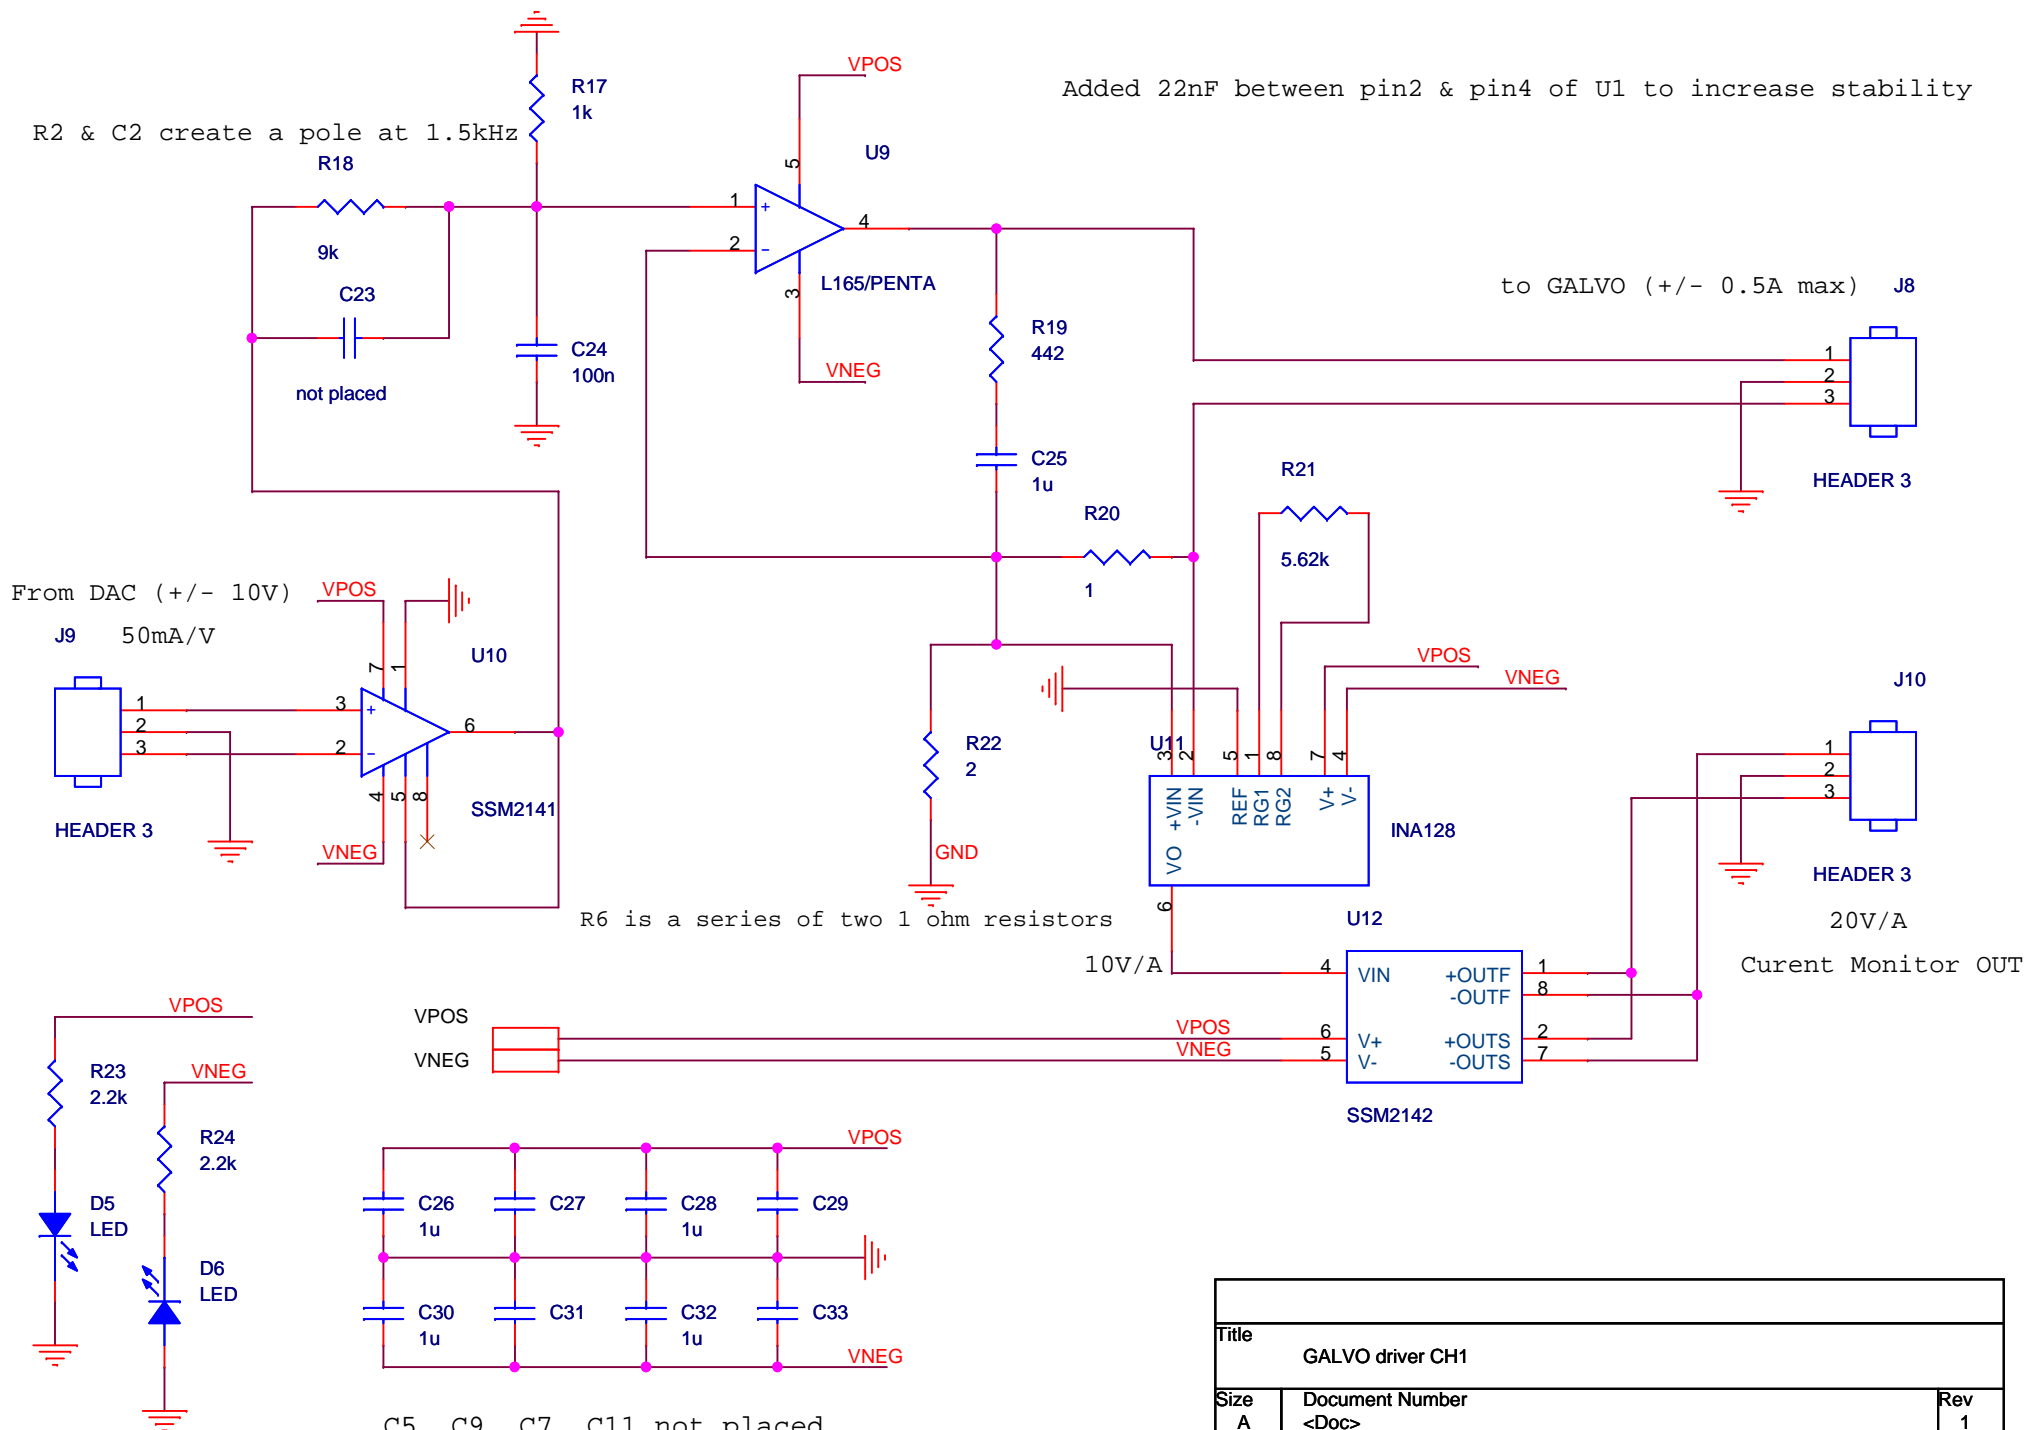 R17
1k
VPOS
Added 22nF between pin2 & pin4 of U1 to increase stability
R2 & C2 create a pole at 1.5kHz
R18
9k
C23
not placed
C24
100n
U9
5
1
+
2
-
4
3
L165/PENTA
VNEG
R19
442
C25
1u
to GALVO (+/- 0.5A max)
J8
1
2
3
HEADER 3
R20
1
R21
5.62k
From DAC (+/- 10V)
50mA/V
J9
1
2
3
HEADER 3
VPOS
7
1
U10
3
+
2
-
6
4
5
8
SSM2141
VNEG
R22
2
GND
R6 is a series of two 1 ohm resistors
VPOS
VNEG
U11
3
2
5
1
8
7
4
+VIN
-VIN
REF
RG1
RG2
V+
V-
VO
6
INA128
J10
1
2
3
HEADER 3
20V/A
Curent Monitor OUT
10V/A
U12
4
VIN
+OUTF
1
-OUTF
8
VPOS
6
V+
+OUTS
2
VNEG
5
V-
-OUTS
7
SSM2142
VPOS
VNEG
VPOS
R23
2.2k
VNEG
R24
2.2k
D5
LED
D6
LED
VPOS
C26
1u
C27
C28
1u
C29
C30
1u
C31
C32
1u
C33
VNEG
C5, C9, C7, C11 not placed
Title
GALVO driver CH1
Size
A
Document Number
<Doc>
Rev
1